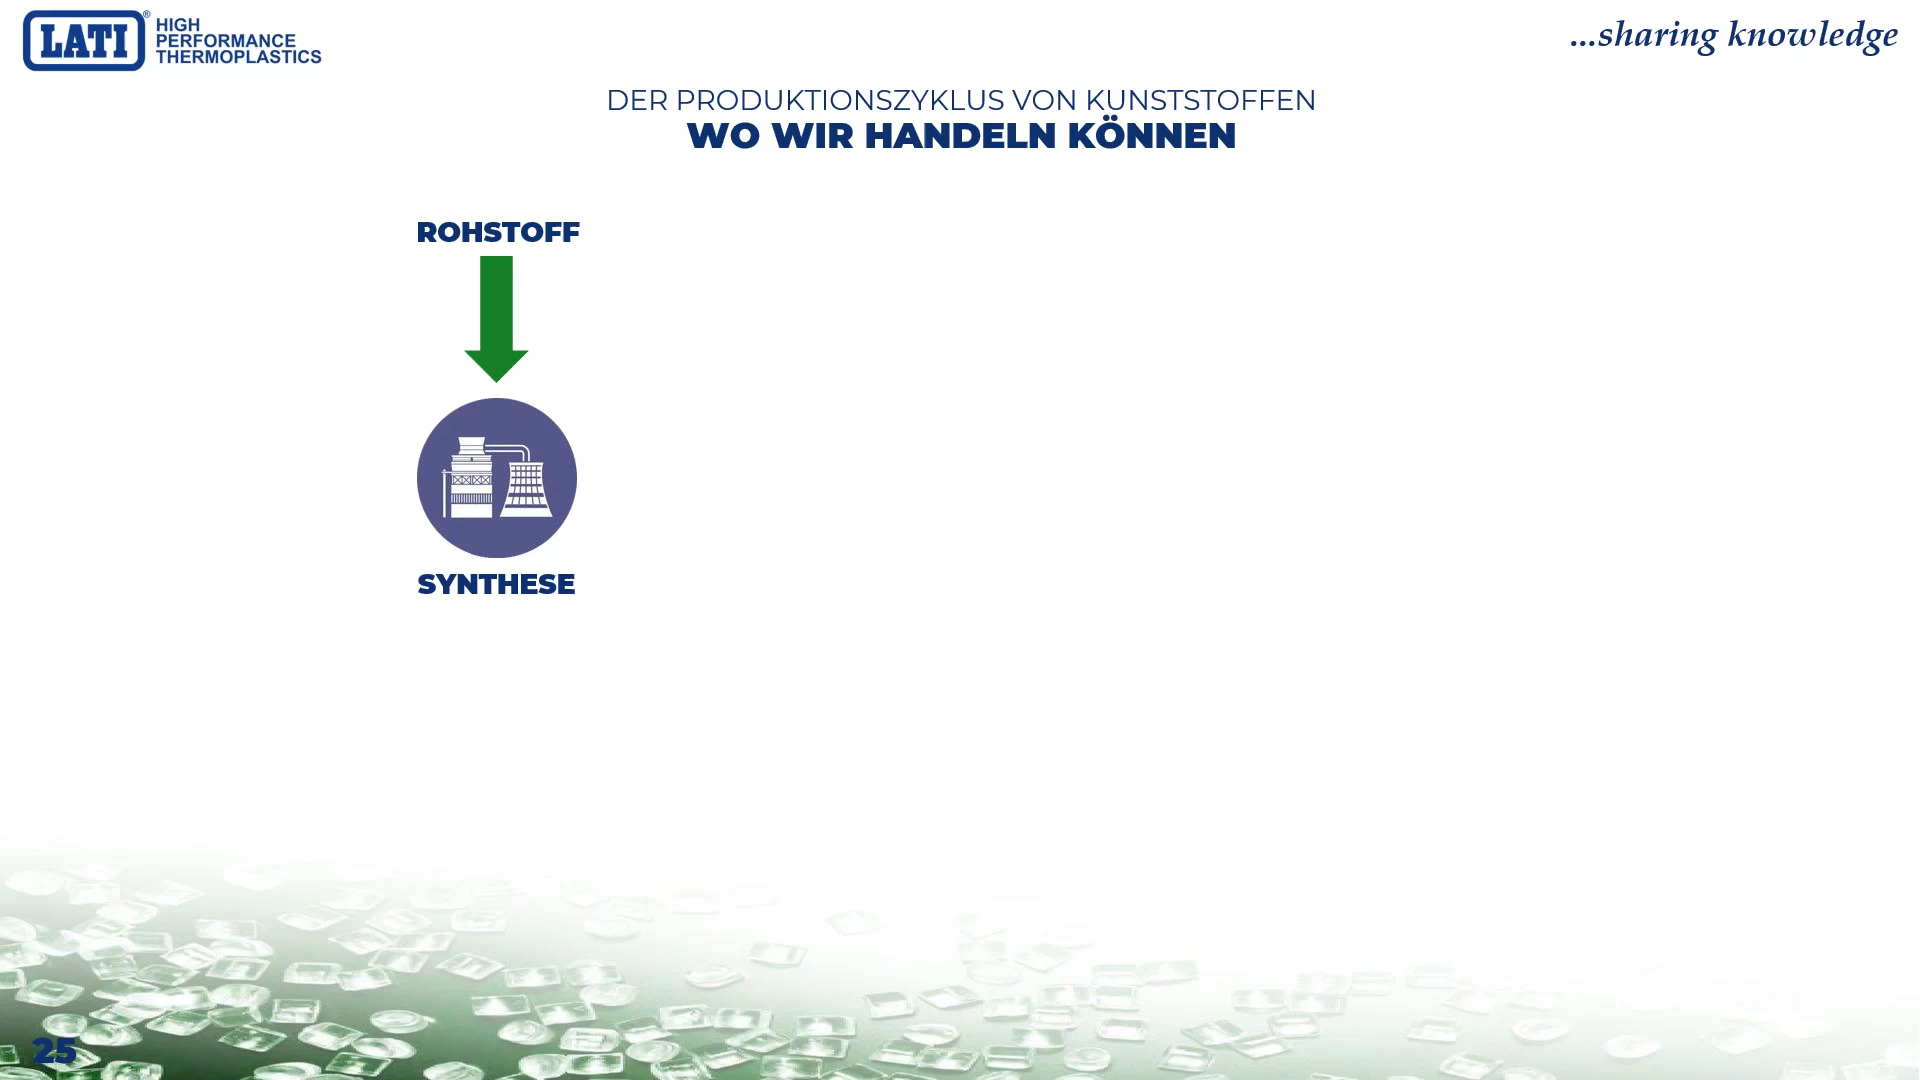 LATI®
HIGH
PERFORMANCE
THERMOPLASTICS
...sharing knowledge
DER PRODUKTIONSZYKLUS VON KUNSTSTOFFEN
WO WIR HANDELN KÖNNEN
ROHSTOFF
SYNTHESE
25